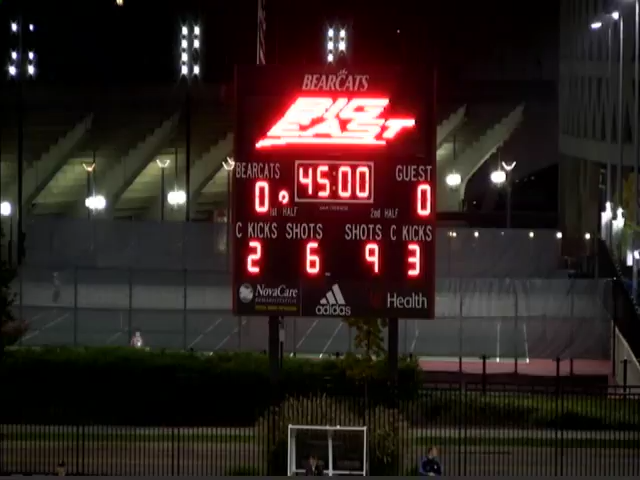 BEARCATS
BIG
EAST
BEARCATS 45:00 GUEST
0 0
1st HALF 2nd HALF
C KICKS SHOTS SHOTS C KICKS
2 6 9 3
NovaCare adidas Health
REHABILITATION